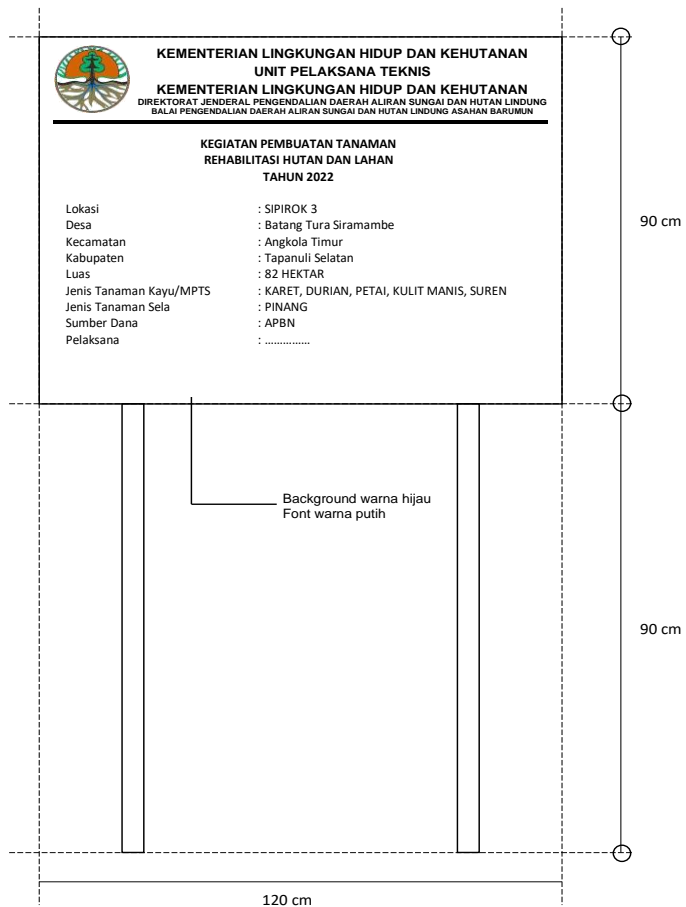 KEMENTERIAN LINGKUNGAN HIDUP DAN KEHUTANAN
UNIT PELAKSANA TEKNIS
KEMENTERIAN LINGKUNGAN HIDUP DAN KEHUTANAN
DIREKTORAT JENDERAL PENGENDALIAN DAERAH ALIRAN SUNGAI DAN HUTAN LINDUNG
BALAI PENGENDALIAN DAERAH ALIRAN SUNGAI DAN HUTAN LINDUNG ASAHAN BARUMUN
KEGIATAN PEMBUATAN TANAMAN
REHABILITASI HUTAN DAN LAHAN
TAHUN 2022
Lokasi : SIPIROK 3
Desa : Batang Tura Siramambe
Kecamatan : Angkola Timur
Kabupaten : Tapanuli Selatan
Luas : 82 HEKTAR
Jenis Tanaman Kayu/MPTS : KARET, DURIAN, PETAI, KULIT MANIS, SUREN
Jenis Tanaman Sela : PINANG
Sumber Dana : APBN
Pelaksana : ..............
90 cm
Background warna hijau
Font warna putih
90 cm
120 cm